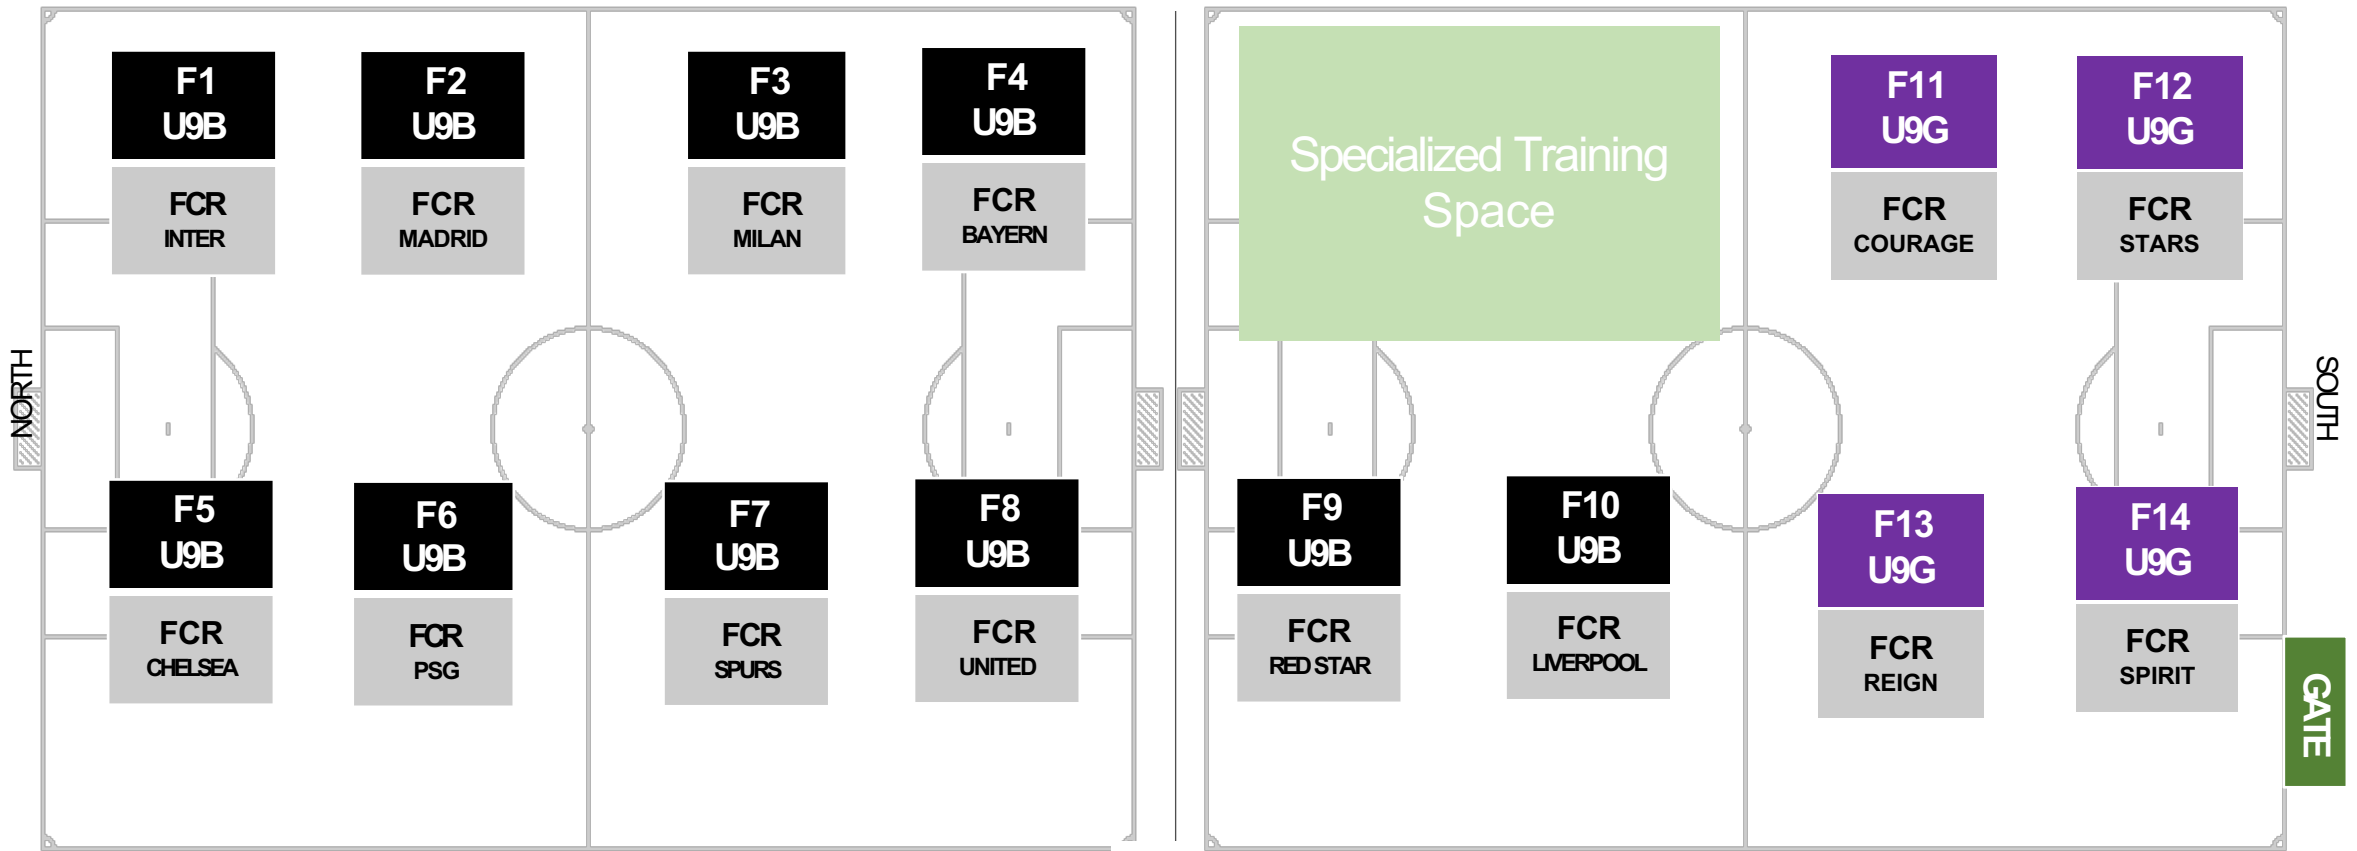 NORTH
F1
U9B
FCR
INTER
F2
U9B
FCR
MADRID
F3
U9B
FCR
MILAN
F4
U9B
FCR
BAYERN
Specialized Training
Space
F11
U9G
FCR
COURAGE
F12
U9G
FCR
STARS
F5
U9B
FCR
CHELSEA
F6
U9B
FCR
PSG
F7
U9B
FCR
SPURS
F8
U9B
FCR
UNITED
F9
U9B
FCR
RED STAR
F10
U9B
FCR
LIVERPOOL
F13
U9G
FCR
REIGN
F14
U9G
FCR
SPIRIT
SOUTH
GATE